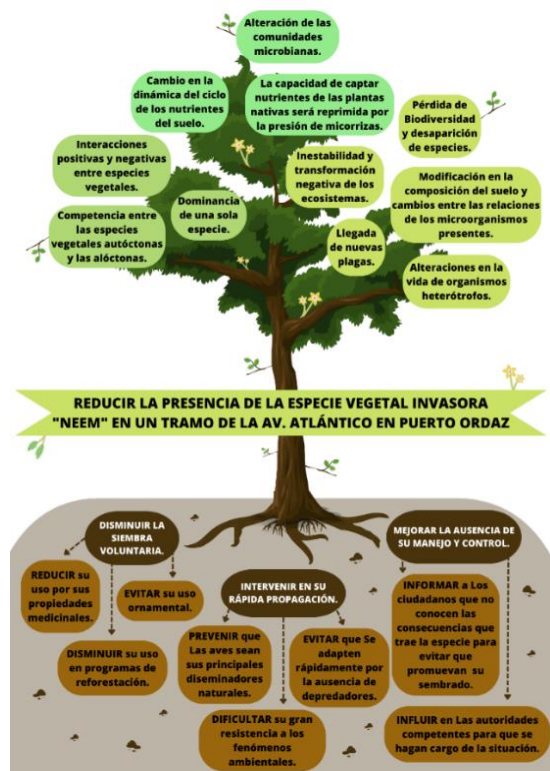 Alteración de las
comunidades
microbianas.
Cambio en la
dinámica del ciclo
de los nutrientes
del suelo.
La capacidad de captar
nutrientes de las plantas
nativas será reprimida por
la presión de micorrizas.
Pérdida de
Biodiversidad
y desaparición
de especies.
Interacciones
positivas y negativas
entre especies
vegetales.
Inestabilidad y
transformación
negativa de los
ecosistemas.
Modificación en la
composición del suelo y
cambios entre las relaciones
de los microorganismos
presentes.
Dominancia
de una sola
especie.
Competencia entre
las especies
vegetales autóctonas
y las alóctonas.
Llegada
de nuevas
plagas.
Alteraciones en la
vida de organismos
heterótrofos.
REDUCIR LA PRESENCIA DE LA ESPECIE VEGETAL INVASORA
"NEEM" EN UN TRAMO DE LA AV. ATLÁNTICO EN PUERTO ORDAZ
DISMINUIR LA
SIEMBRA
VOLUNTARIA.
MEJORAR LA AUSENCIA DE
SU MANEJO Y CONTROL.
REDUCIR su
uso por sus
propiedades
medicinales.
EVITAR su uso
ornamental.
INTERVENIR EN SU
RÁPIDA PROPAGACIÓN.
INFORMAR a Los
ciudadanos que no
conocen las
consecuencias que
trae la especie para
evitar que
promuevan su
sembrado.
DISMINUIR su uso
en programas de
reforestación.
PREVENIR que
Las aves sean
sus principales
diseminadores
naturales.
EVITAR que Se
adapten
rápidamente por
la ausencia de
depredadores.
DIFICULTAR su gran
resistencia a los
fenómenos
ambientales.
INFLUIR en Las autoridades
competentes para que se
hagan cargo de la situación.